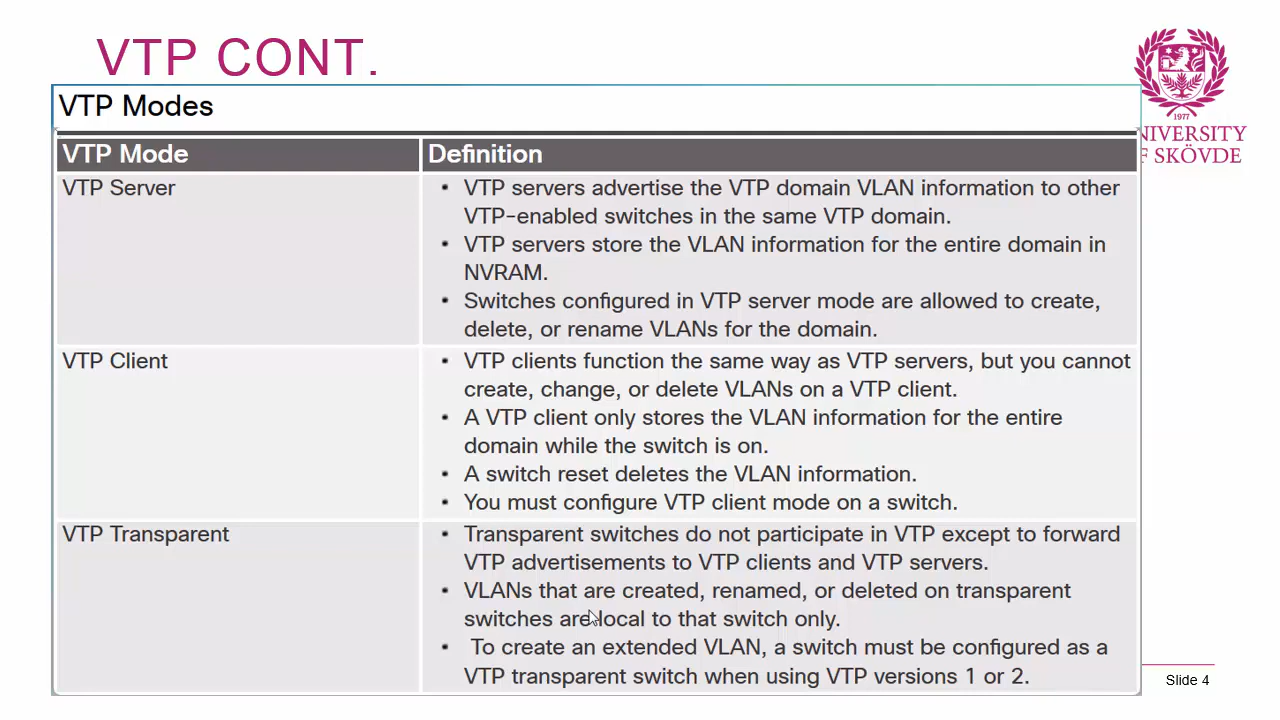 VTP CONT.
VTP Modes
VTP Mode
Definition
VTP Server
• VTP servers advertise the VTP domain VLAN information to other
VTP-enabled switches in the same VTP domain.
• VTP servers store the VLAN information for the entire domain in
NVRAM.
• Switches configured in VTP server mode are allowed to create,
delete, or rename VLANs for the domain.
VTP Client
• VTP clients function the same way as VTP servers, but you cannot
create, change, or delete VLANs on a VTP client.
• A VTP client only stores the VLAN information for the entire
domain while the switch is on.
• A switch reset deletes the VLAN information.
• You must configure VTP client mode on a switch.
VTP Transparent
• Transparent switches do not participate in VTP except to forward
VTP advertisements to VTP clients and VTP servers.
• VLANs that are created, renamed, or deleted on transparent
switches are local to that switch only.
• To create an extended VLAN, a switch must be configured as a
VTP transparent switch when using VTP versions 1 or 2.
1977
NIVERSITY
F SKÖVDE
Slide 4